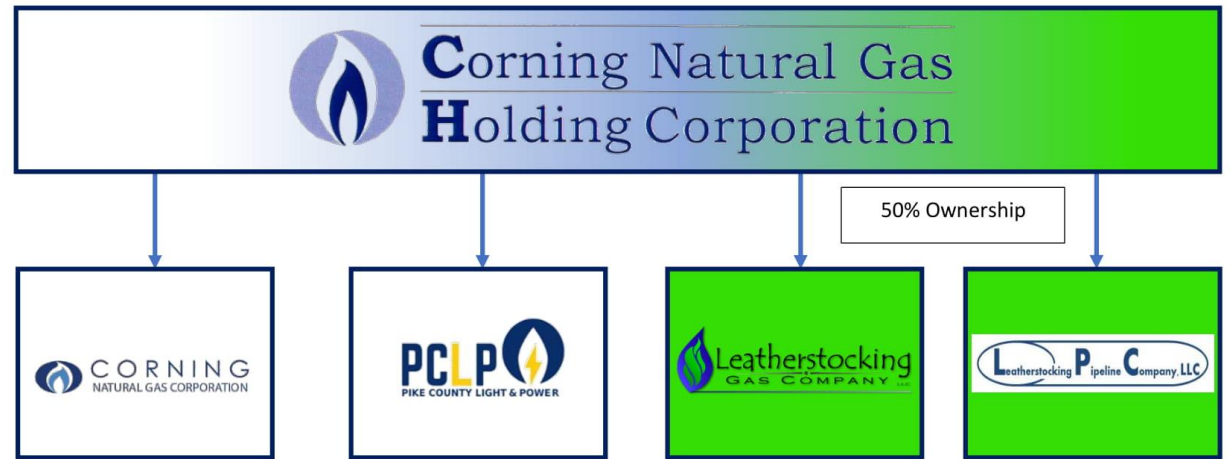 Corning Natural Gas
Holding Corporation
50% Ownership
CORNING
NATURAL GAS CORPORATION
PCLP
PIKE COUNTY LIGHT & POWER
Leatherstocking
GAS COMPANY LLC
Leatherstocking Pipeline Company, LLC